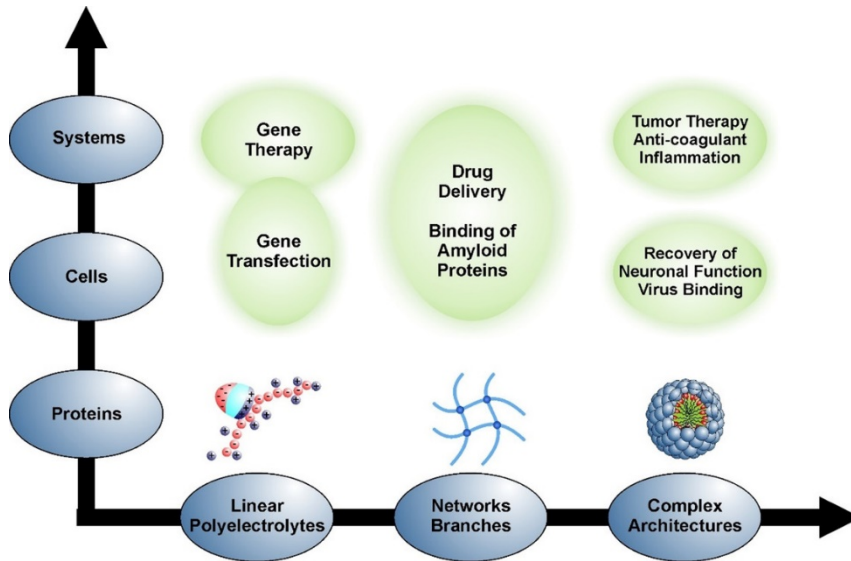 Systems
Gene
Therapy
Tumor Therapy
Anti-coagulant
Inflammation
Drug
Delivery
Cells
Gene
Transfection
Binding of
Amyloid
Proteins
Recovery of
Neuronal Function
Virus Binding
Proteins
Linear
Polyelectrolytes
Networks
Branches
Complex
Architectures